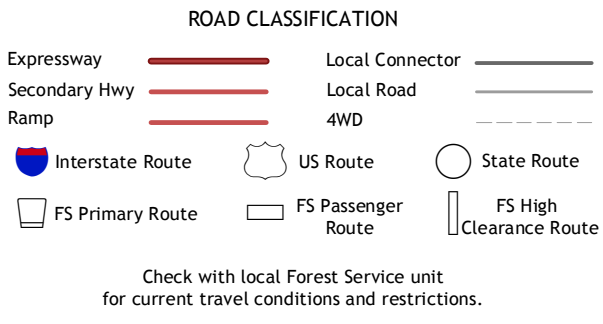 ROAD CLASSIFICATION
Expressway
Local Connector
Secondary Hwy
Local Road
Ramp
4WD
Interstate Route
US Route
State Route
FS Primary Route
FS Passenger
Route
FS High
Clearance Route
Check with local Forest Service unit
for current travel conditions and restrictions.